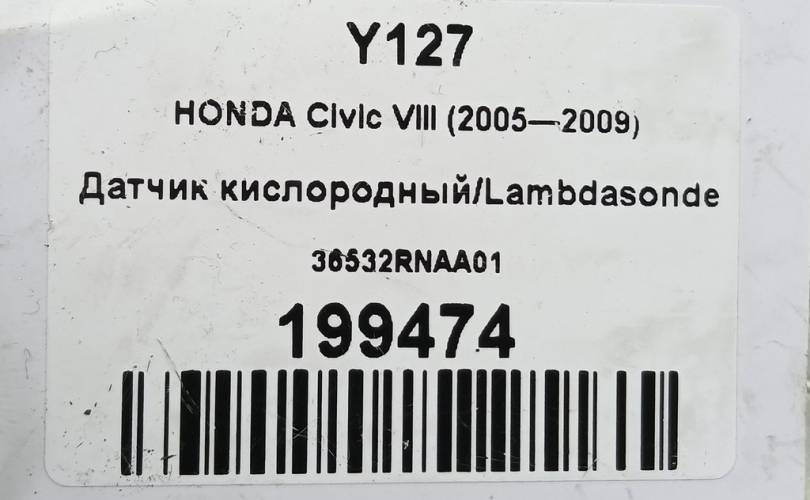 Y127
HONDA Civic VIII (2005—2009)
Датчик кислородный/Lambdasonde
36532RNAA01
199474